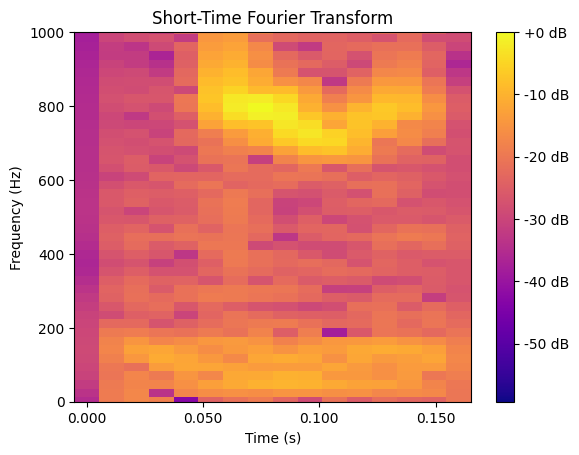 Short-Time Fourier Transform
Frequency (Hz)
1000
800
600
400
200
0
0.000
0.050
0.100
0.150
Time (s)
+0 dB
-10 dB
-20 dB
-30 dB
-40 dB
-50 dB